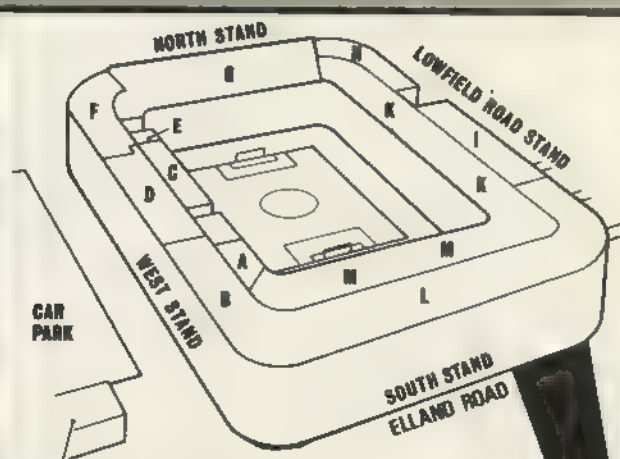 NORTH STAND
LOWFIELD ROAD STAND
G
H
F
E
K
I
C
K
D
A
M
M
B
L
WEST STAND
CAR
PARK
SOUTH STAND
ELLAND ROAD